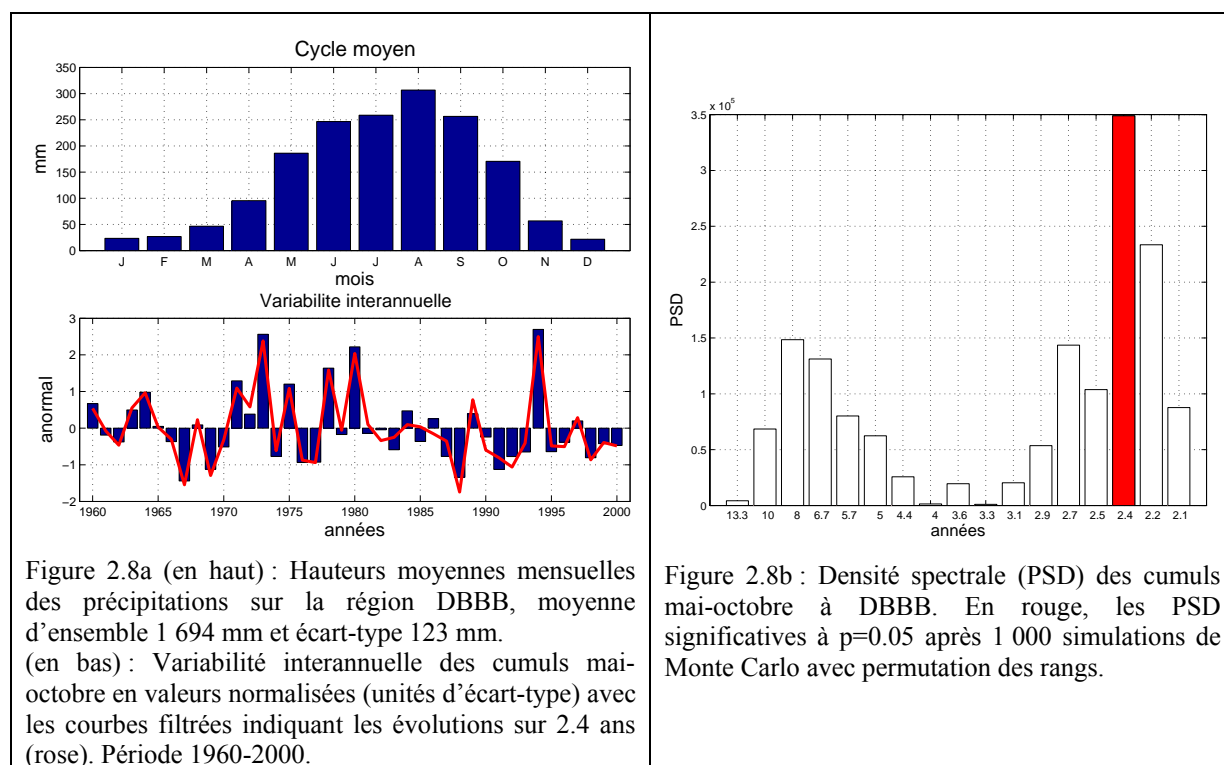 Cycle moyen
350
300
250
200
150
100
50
0
mm
J F M A M J J A S O N D
mois
Variabilite interannuelle
3
2
1
0
−1
−2
anormal
1960 1965 1970 1975 1980 1985 1990 1995 2000
années
Figure 2.8a (en haut) : Hauteurs moyennes mensuelles
des précipitations sur la région DBBB, moyenne
d’ensemble 1 694 mm et écart-type 123 mm.
(en bas) : Variabilité interannuelle des cumuls mai-
octobre en valeurs normalisées (unités d’écart-type) avec
les courbes filtrées indiquant les évolutions sur 2.4 ans
(rose). Période 1960-2000.
x 10^5
3.5
3
2.5
2
1.5
1
0.5
0
PSD
13.3 10 8 6.7 5.7 5 4.4 4 3.6 3.3 3.1 2.9 2.7 2.5 2.4 2.2 2.1
années
Figure 2.8b : Densité spectrale (PSD) des cumuls
mai-octobre à DBBB. En rouge, les PSD
significatives à p=0.05 après 1 000 simulations de
Monte Carlo avec permutation des rangs.